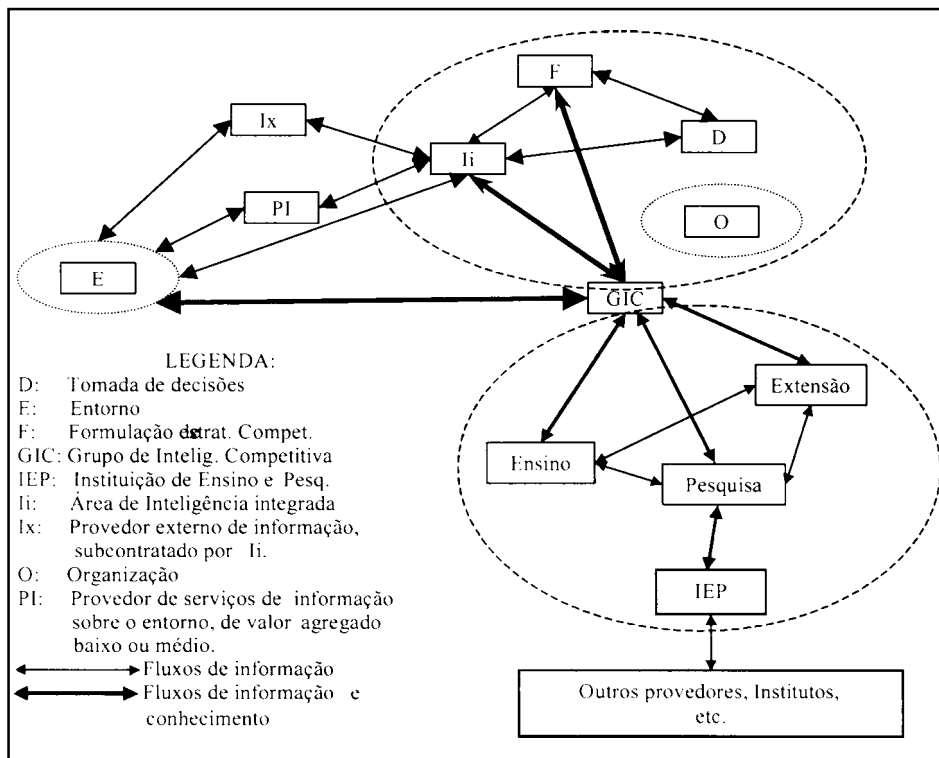 F
Ix
D
Ii
PI
O
E
GIC
LEGENDA:
D: Tomada de decisões
E: Entorno
F: Formulação estrat. Compet.
GIC: Grupo de Intelig. Competitiva
IEP: Instituição de Ensino e Pesq.
Ii: Área de Inteligência integrada
Ix: Provedor externo de informação,
subcontratado por Ii.
O: Organização
PI: Provedor de serviços de informação
sobre o entorno, de valor agregado
baixo ou médio.
Fluxos de informação
Fluxos de informação e
conhecimento
Extensão
Ensino
Pesquisa
IEP
Outros provedores, Institutos,
etc.